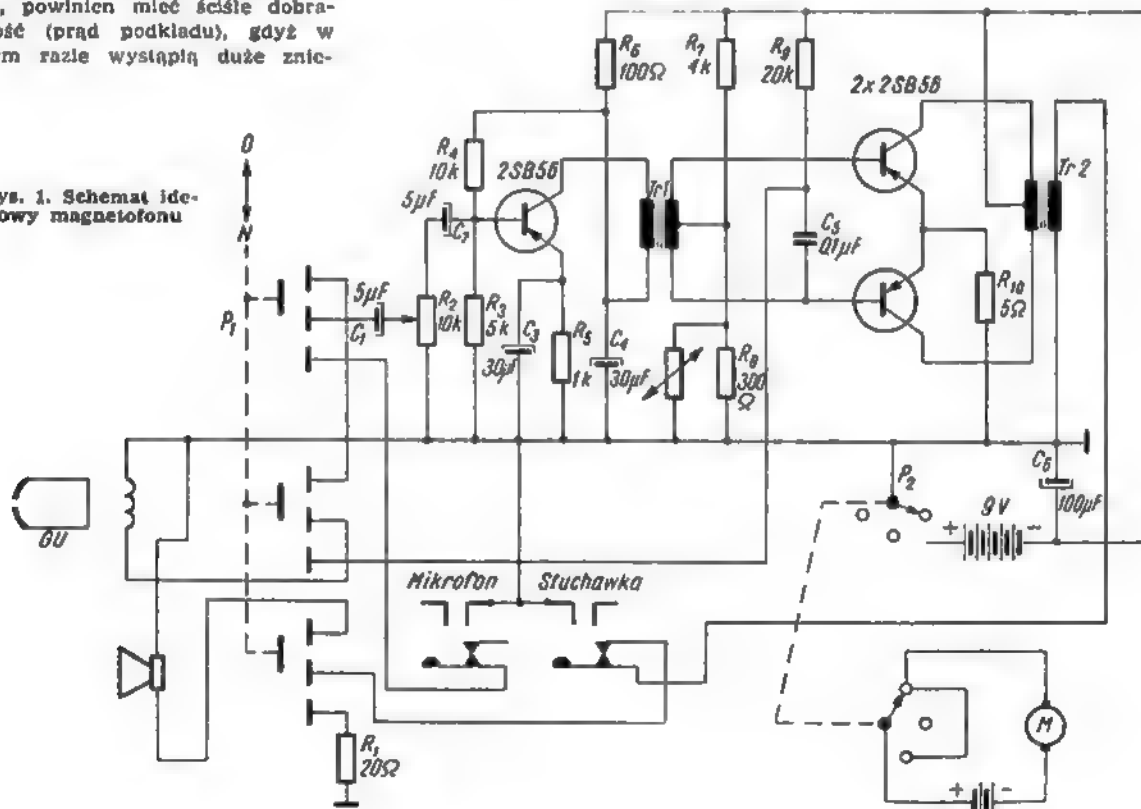 , powinien mieć ściśle dobra-
ość (prąd podkładu), gdyż w
ym razie wystąpią duże znie-
ys. 1. Schemat ide-
owy magnetofonu
O
N
P1
GU
5μF
C1
R2
10k
5μF
C2
R4
10k
R3
5k
2SB56
C3
30μF
R5
1k
R6
100Ω
C4
30μF
Tr1
R7
4k
R8
300
Ω
R9
20k
C5
0,1μF
2x2SB56
R10
5Ω
Tr2
P2
C6
100μF
+ 9V -
Mikrofon
Słuchawka
R1
20Ω
M
+ -